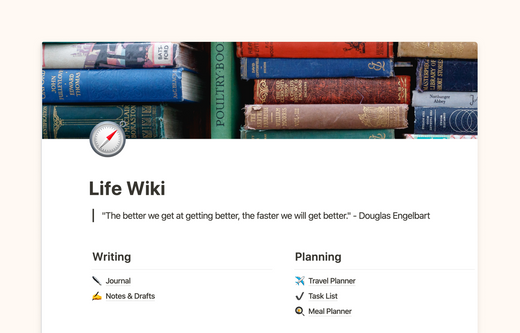 POULTRY BOO
Life Wiki
"The better we get at getting better, the faster we will get better." - Douglas Engelbart
Writing
Journal
Notes & Drafts
Planning
Travel Planner
Task List
Meal Planner